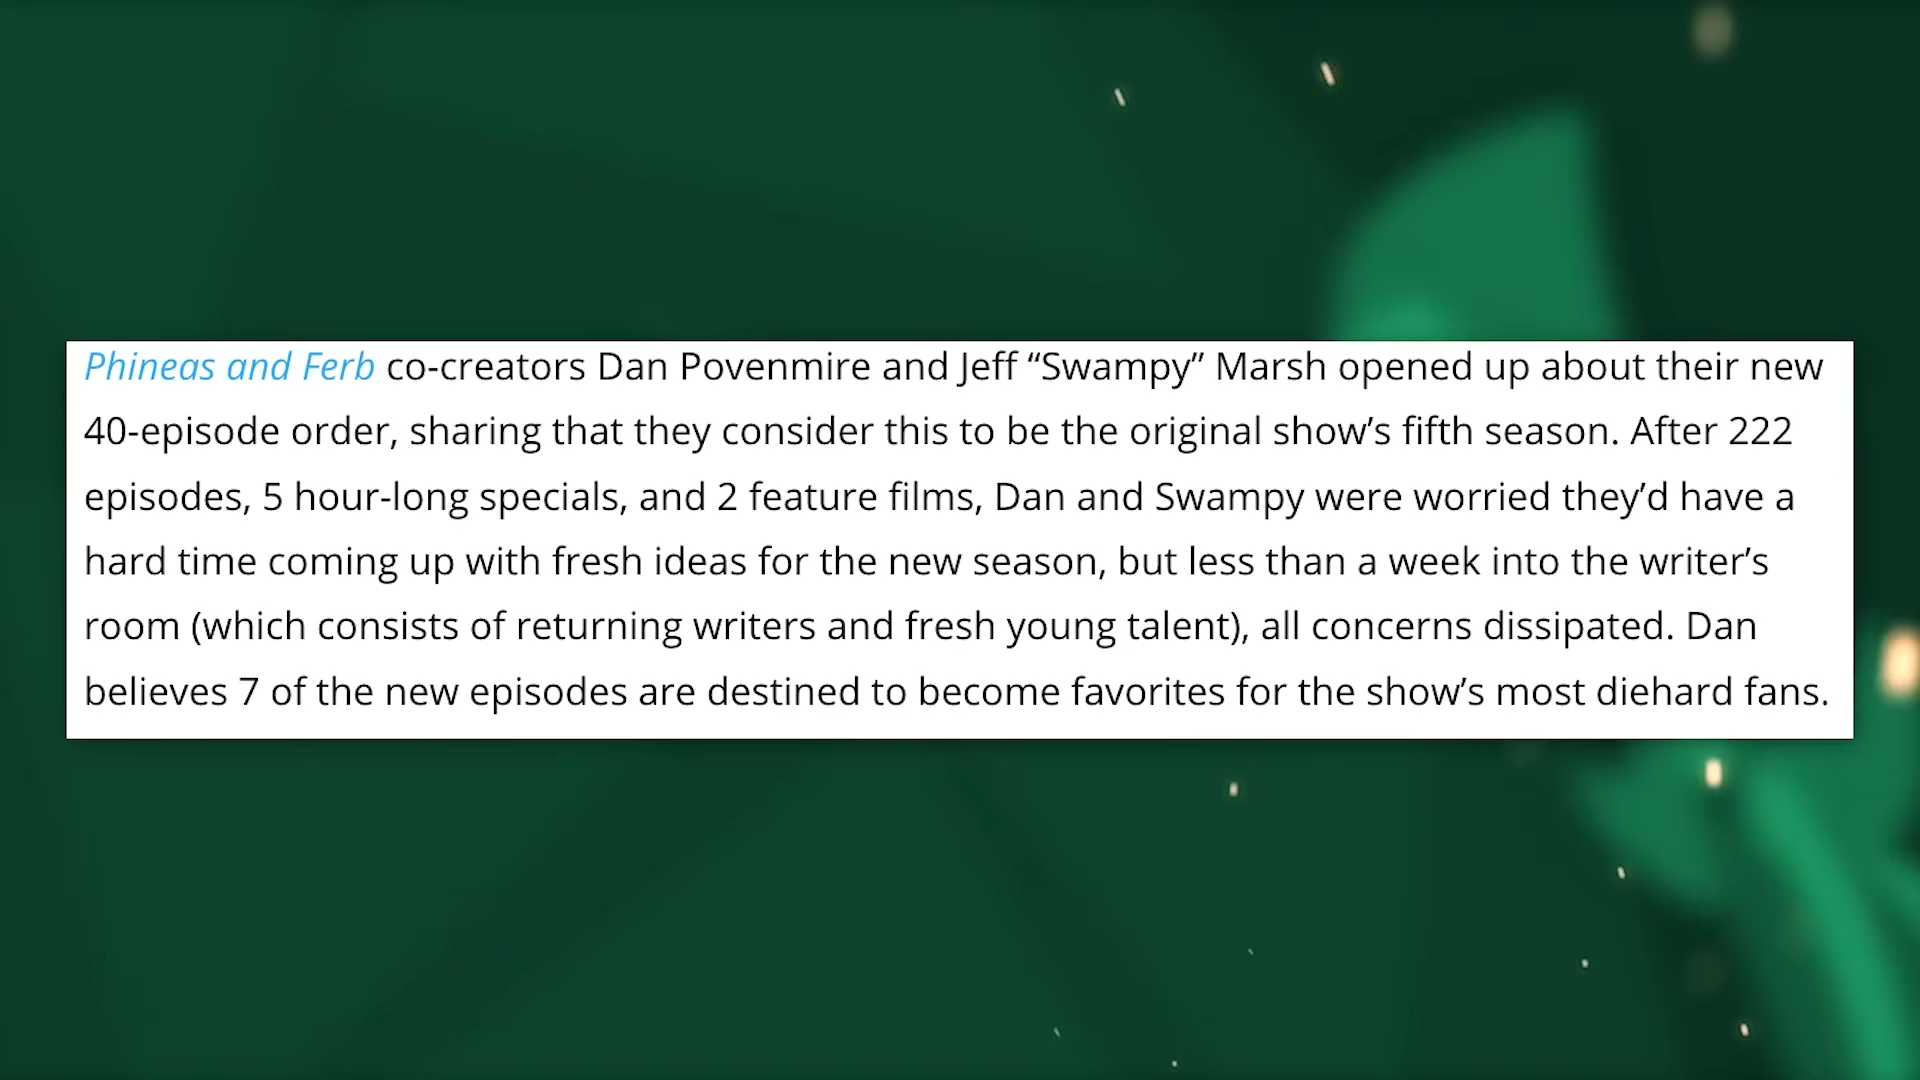 Phineas and Ferb co-creators Dan Povenmire and Jeff “Swampy” Marsh opened up about their new
40-episode order, sharing that they consider this to be the original show’s fifth season. After 222
episodes, 5 hour-long specials, and 2 feature films, Dan and Swampy were worried they’d have a
hard time coming up with fresh ideas for the new season, but less than a week into the writer’s
room (which consists of returning writers and fresh young talent), all concerns dissipated. Dan
believes 7 of the new episodes are destined to become favorites for the show’s most diehard fans.